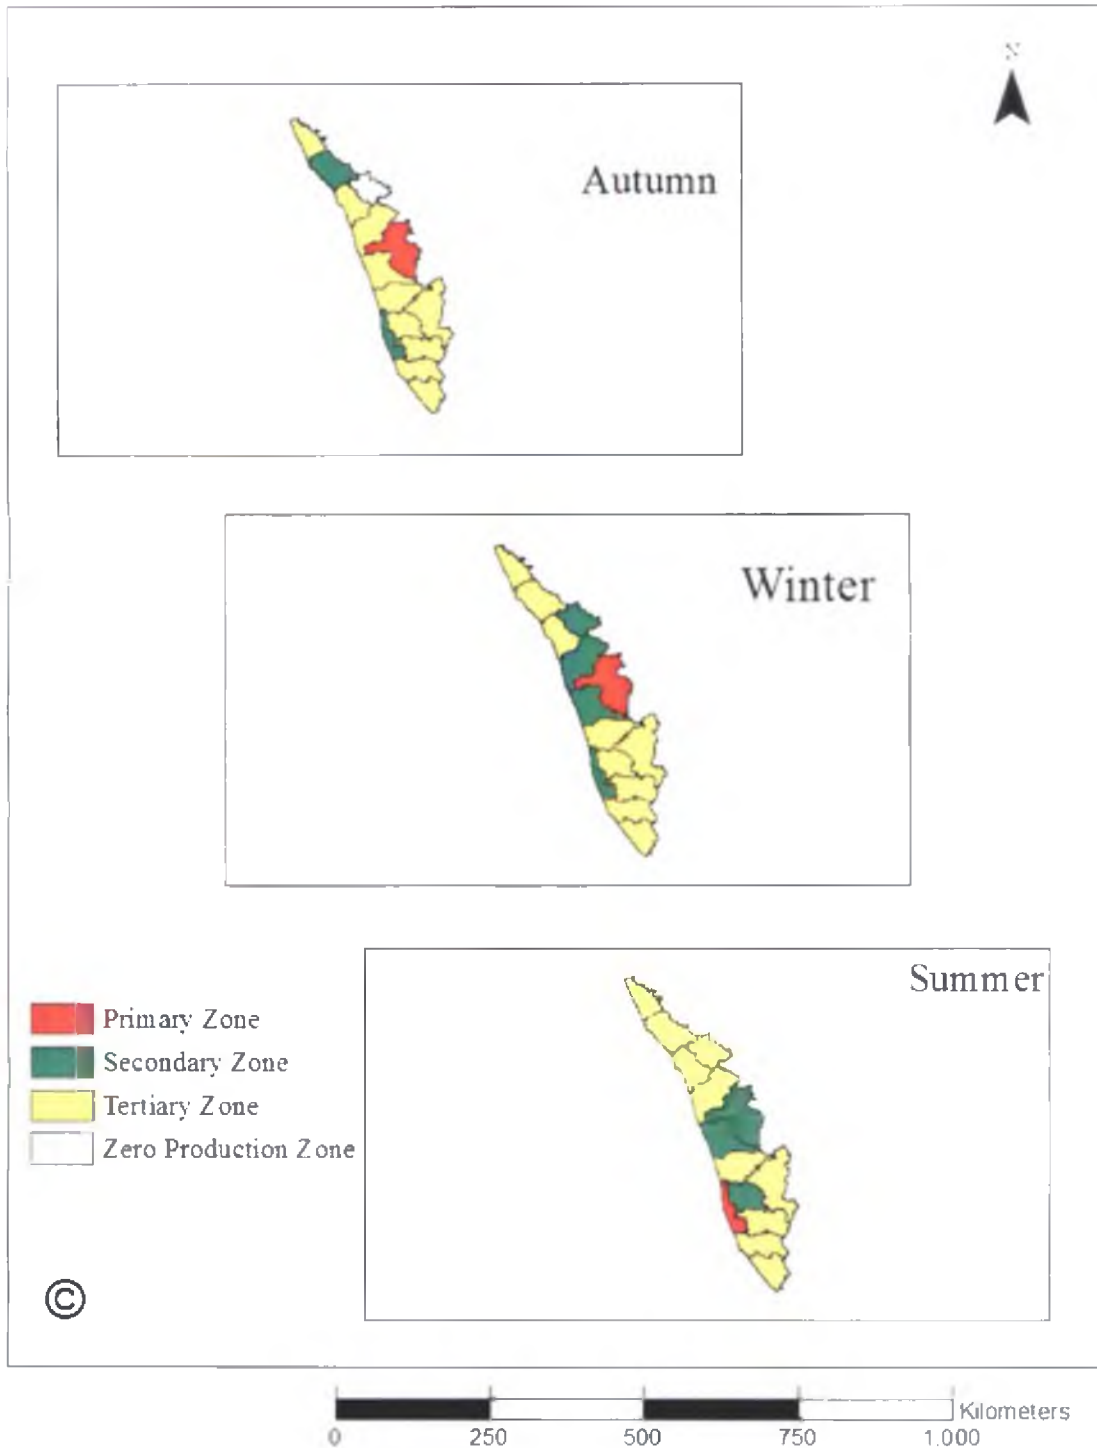 N
Autumn
Winter
Summer
Primary Zone
Secondary Zone
Tertiary Zone
Zero Production Zone
©
Kilometers
0 250 500 750 1.000